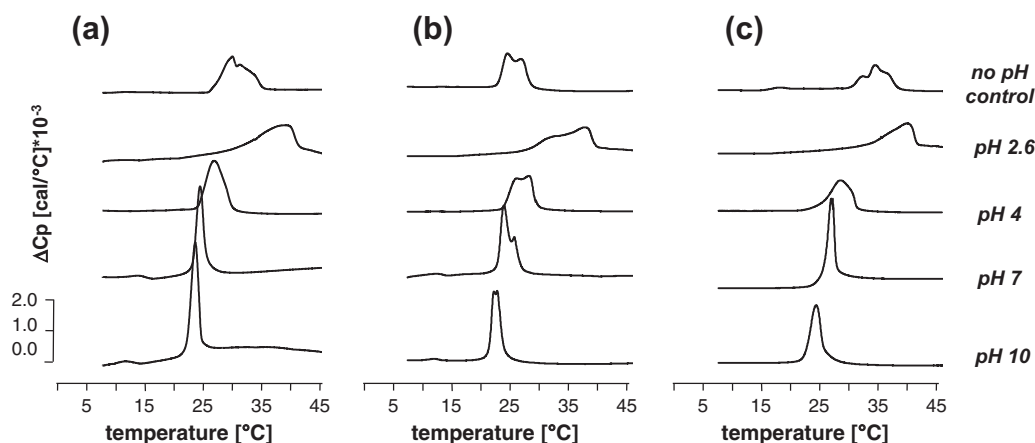 (a) (b) (c)
no pH
control
pH 2.6
pH 4
pH 7
pH 10
ΔCp [cal/°C]*10-3
2.0
1.0
0.0
5 15 25 35 45 5 15 25 35 45 5 15 25 35 45
temperature [°C] temperature [°C] temperature [°C]